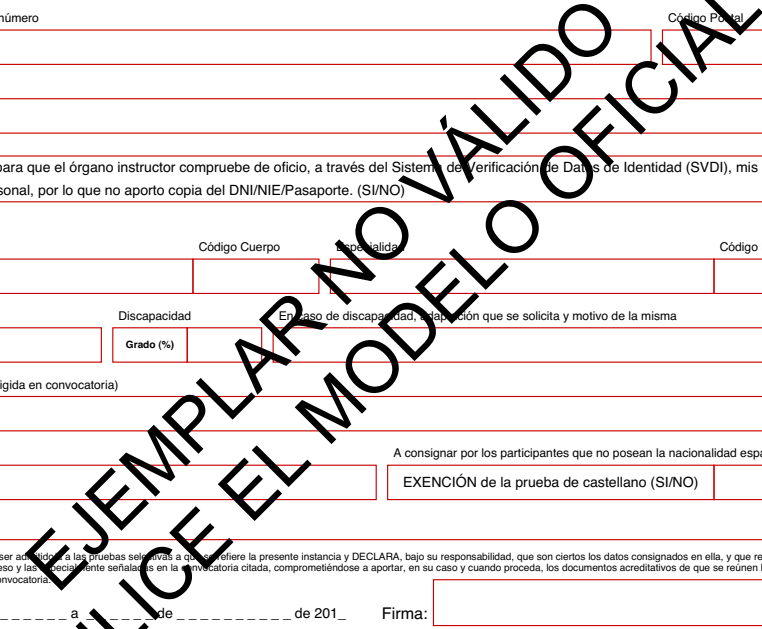 número
Código Postal
para que el órgano instructor compruebe de oficio, a través del Sistema de Verificación de Datos de Identidad (SVDI), mis
sonal, por lo que no aporto copia del DNI/NIE/Pasaporte. (SI/NO)
Código Cuerpo
Especialidad
Código
Discapacidad
En caso de discapacidad, adaptación que se solicita y motivo de la misma
Grado (%)
igida en convocatoria)
A consignar por los participantes que no posean la nacionalidad espa
EXENCIÓN de la prueba de castellano (SI/NO)
ser admitido/a a las pruebas selectivas a que se refiere la presente instancia y DECLARA, bajo su responsabilidad, que son ciertos los datos consignados en ella, y que re
eso y las especialmente señaladas en la convocatoria citada, comprometiéndose a aportar, en su caso y cuando proceda, los documentos acreditativos de que se reúnen l
onvocatoria.
_ _ _ _ _ _ a _ _ _ _ _ _ de _ _ _ _ _ _ _ _ _ _ de 201_
Firma:
EJEMPLAR NO VÁLIDO
ILICE EL MODELO OFICIAL